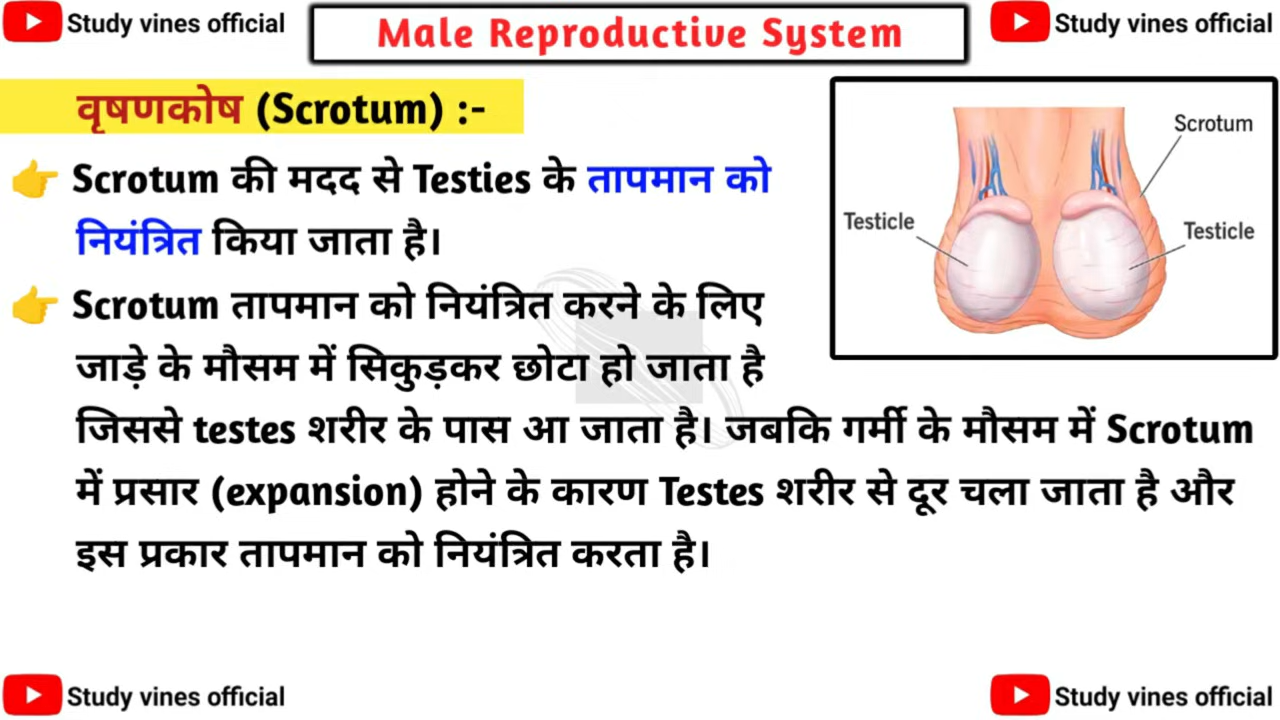 Study vines official
Male Reproductive System
Study vines official
वृषणकोष (Scrotum) :-
Scrotum की मदद से Testies के तापमान को
नियंत्रित किया जाता है।
Scrotum तापमान को नियंत्रित करने के लिए
जाड़े के मौसम में सिकुड़कर छोटा हो जाता है
जिससे testes शरीर के पास आ जाता है। जबकि गर्मी के मौसम में Scrotum
में प्रसार (expansion) होने के कारण Testes शरीर से दूर चला जाता है और
इस प्रकार तापमान को नियंत्रित करता है।
Scrotum
Testicle
Testicle
Study vines official
Study vines official